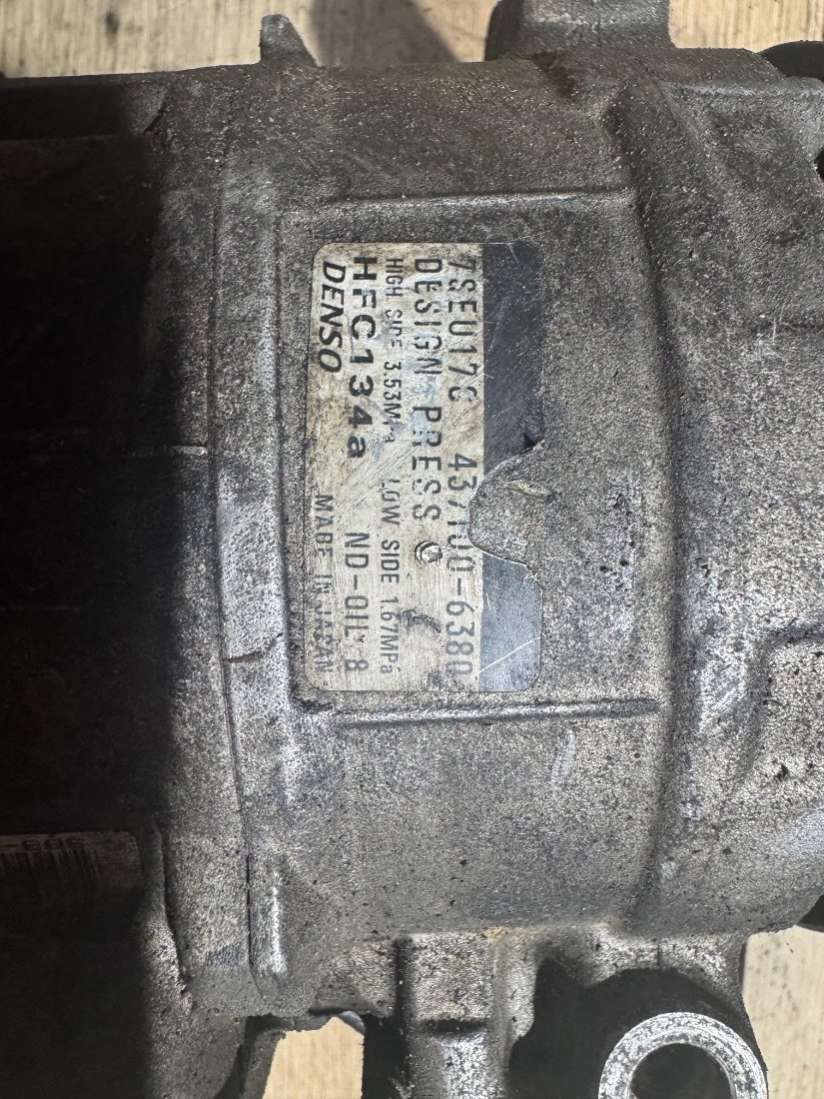 7SEU17C 437100-6380
DESIGN PRESS
HIGH SIDE 3.53MPa LOW SIDE 1.67MPa
HFC134a ND-OIL 8
DENSO MADE IN JAPAN